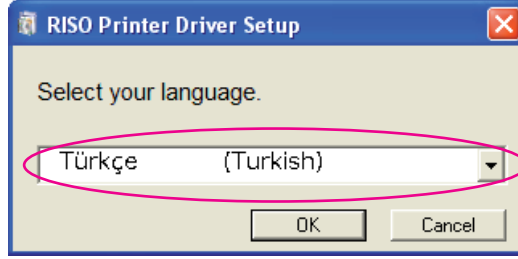 RISO Printer Driver Setup
Select your language.
Türkçe (Turkish)
OK Cancel